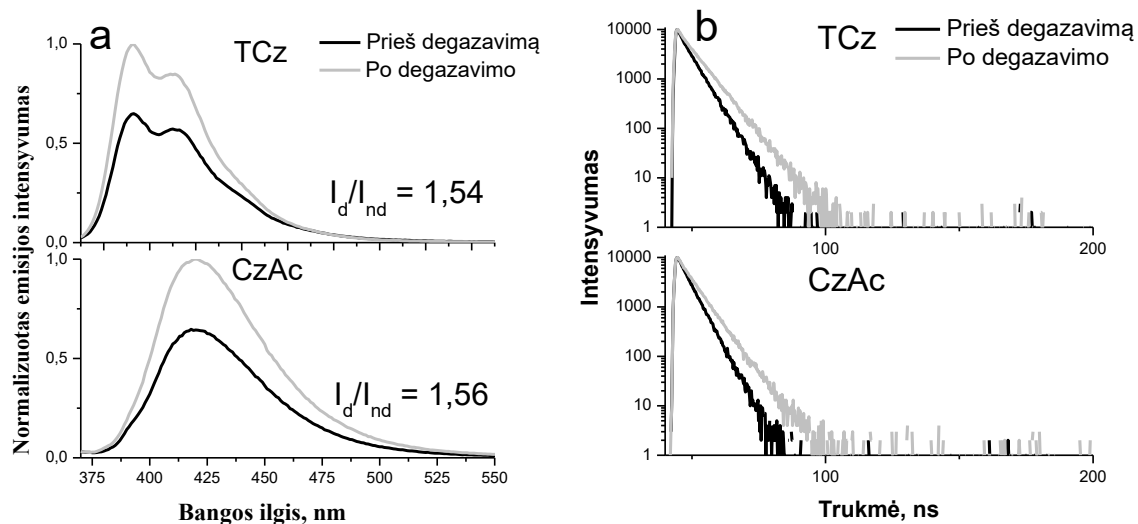 a
TCz
Prieš degazavimą
Po degazavimo
1,0
0,5
0,0
I_d/I_nd = 1,54
CzAc
1,0
0,5
0,0
I_d/I_nd = 1,56
375 400 425 450 475 500 525 550
Bangos ilgis, nm
Normalizuotas emisijos intensyvumas
b
TCz
Prieš degazavimą
Po degazavimo
10000
1000
100
10
1
100 200
CzAc
10000
1000
100
10
1
100 200
Trukmė, ns
Intensyvumas